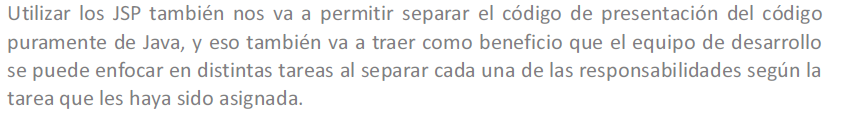 Utilizar los JSP también nos va a permitir separar el código de presentación del código
puramente de Java, y eso también va a traer como beneficio que el equipo de desarrollo
se puede enfocar en distintas tareas al separar cada una de las responsabilidades según la
tarea que les haya sido asignada.